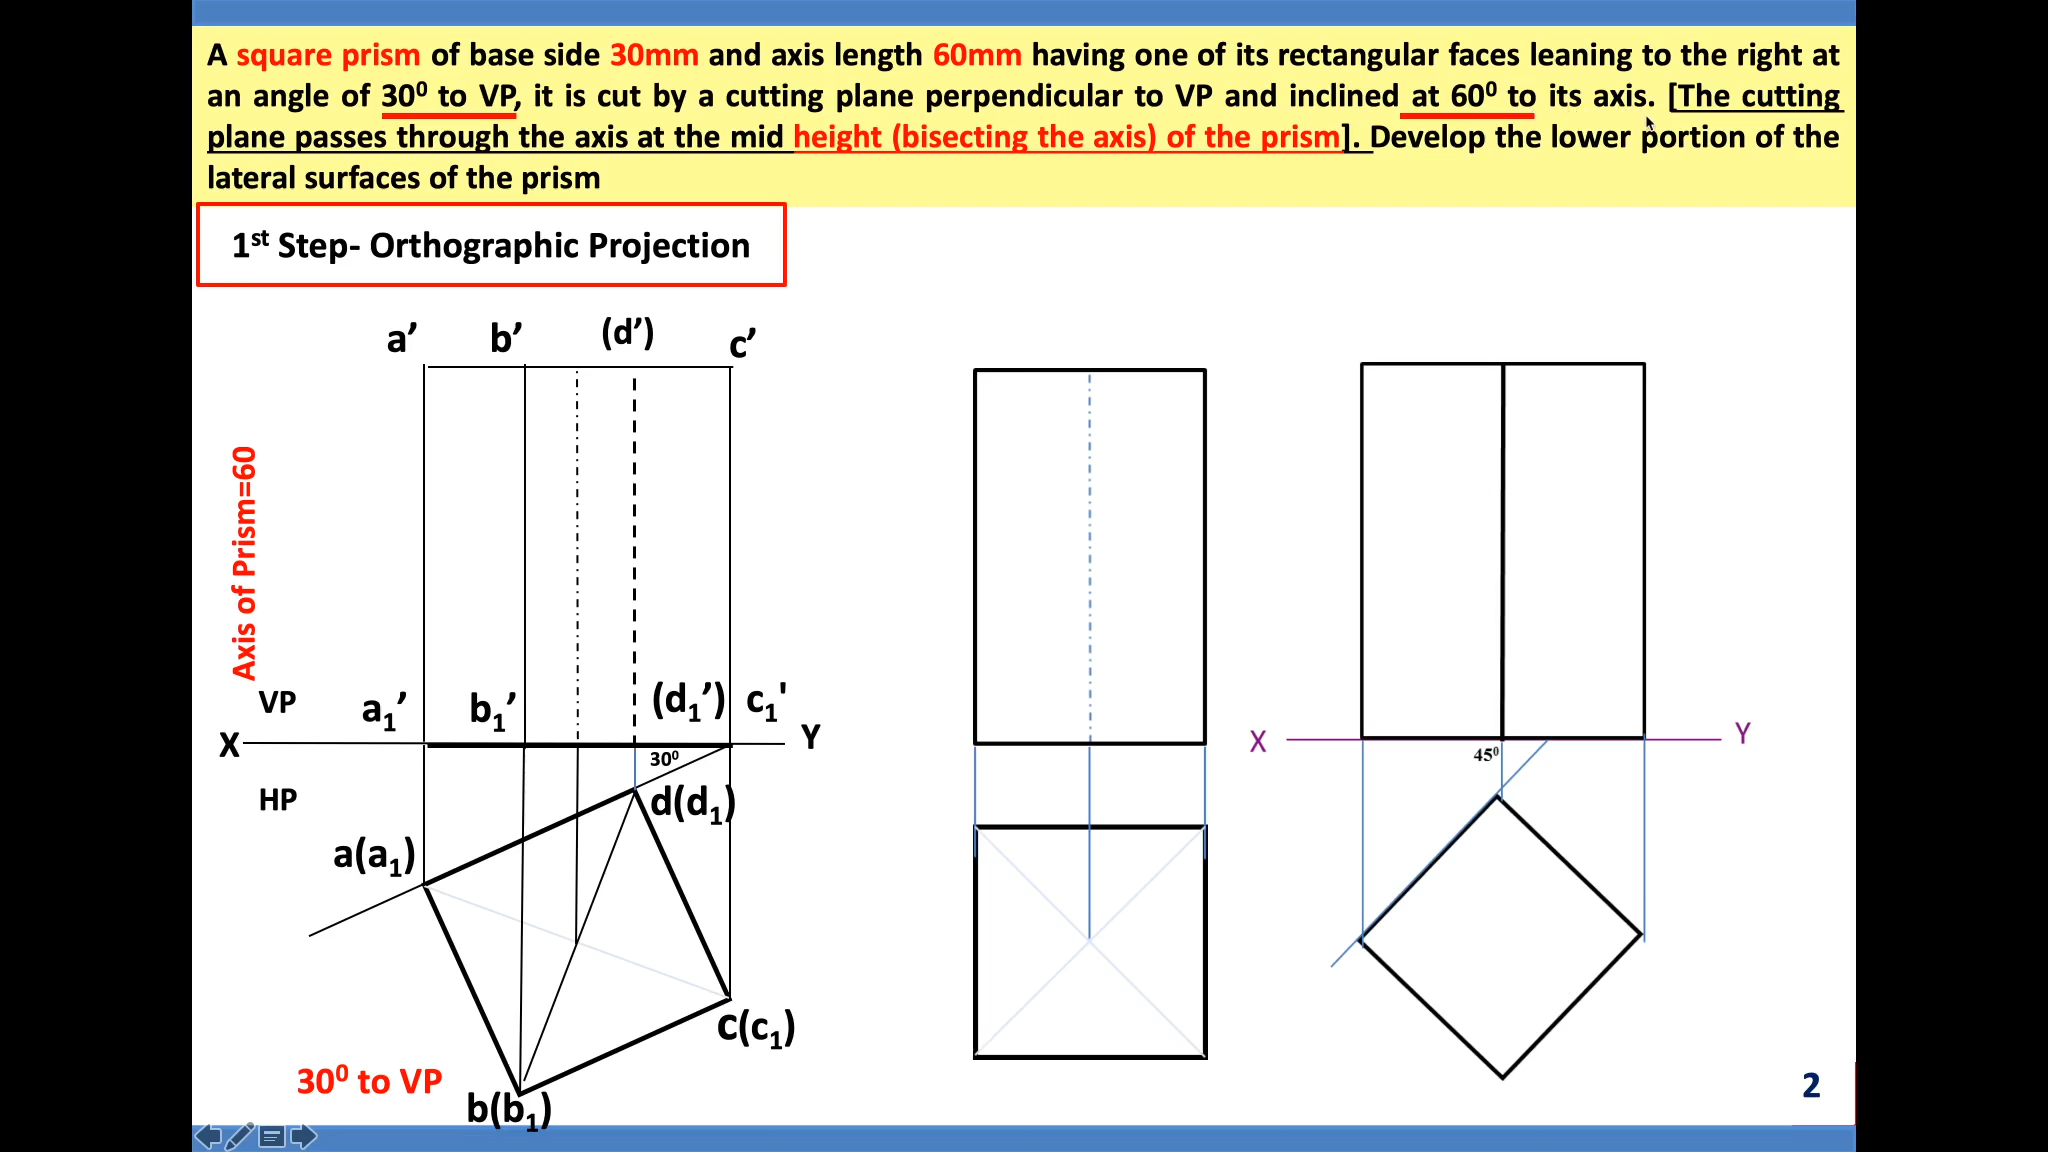 A square prism of base side 30mm and axis length 60mm having one of its rectangular faces leaning to the right at
an angle of 30⁰ to VP, it is cut by a cutting plane perpendicular to VP and inclined at 60⁰ to its axis. [The cutting
plane passes through the axis at the mid height (bisecting the axis) of the prism]. Develop the lower portion of the
lateral surfaces of the prism
1ˢᵗ Step- Orthographic Projection
a’ b’ (d’) c’
Axis of Prism=60
VP a₁’ b₁’ (d₁’) c₁'
X Y
30⁰
HP
d(d₁)
a(a₁)
c(c₁)
30⁰ to VP
b(b₁)
X Y
45⁰
2